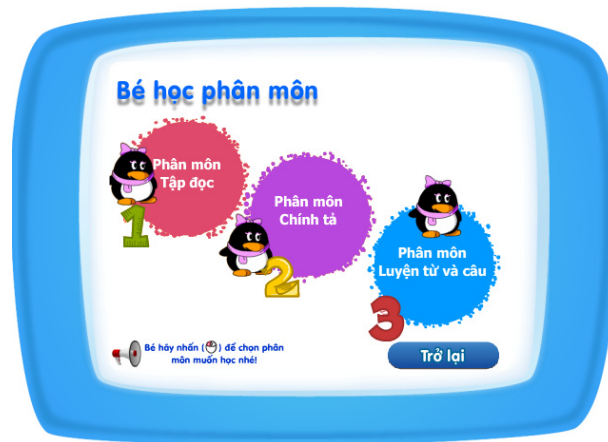 Bé học phân môn
Phân môn
Tập đọc
1
Phân môn
Chính tả
2
Phân môn
Luyện từ và câu
3
Bé hãy nhấn ( ) để chọn phân
môn muốn học nhé!
Trở lại